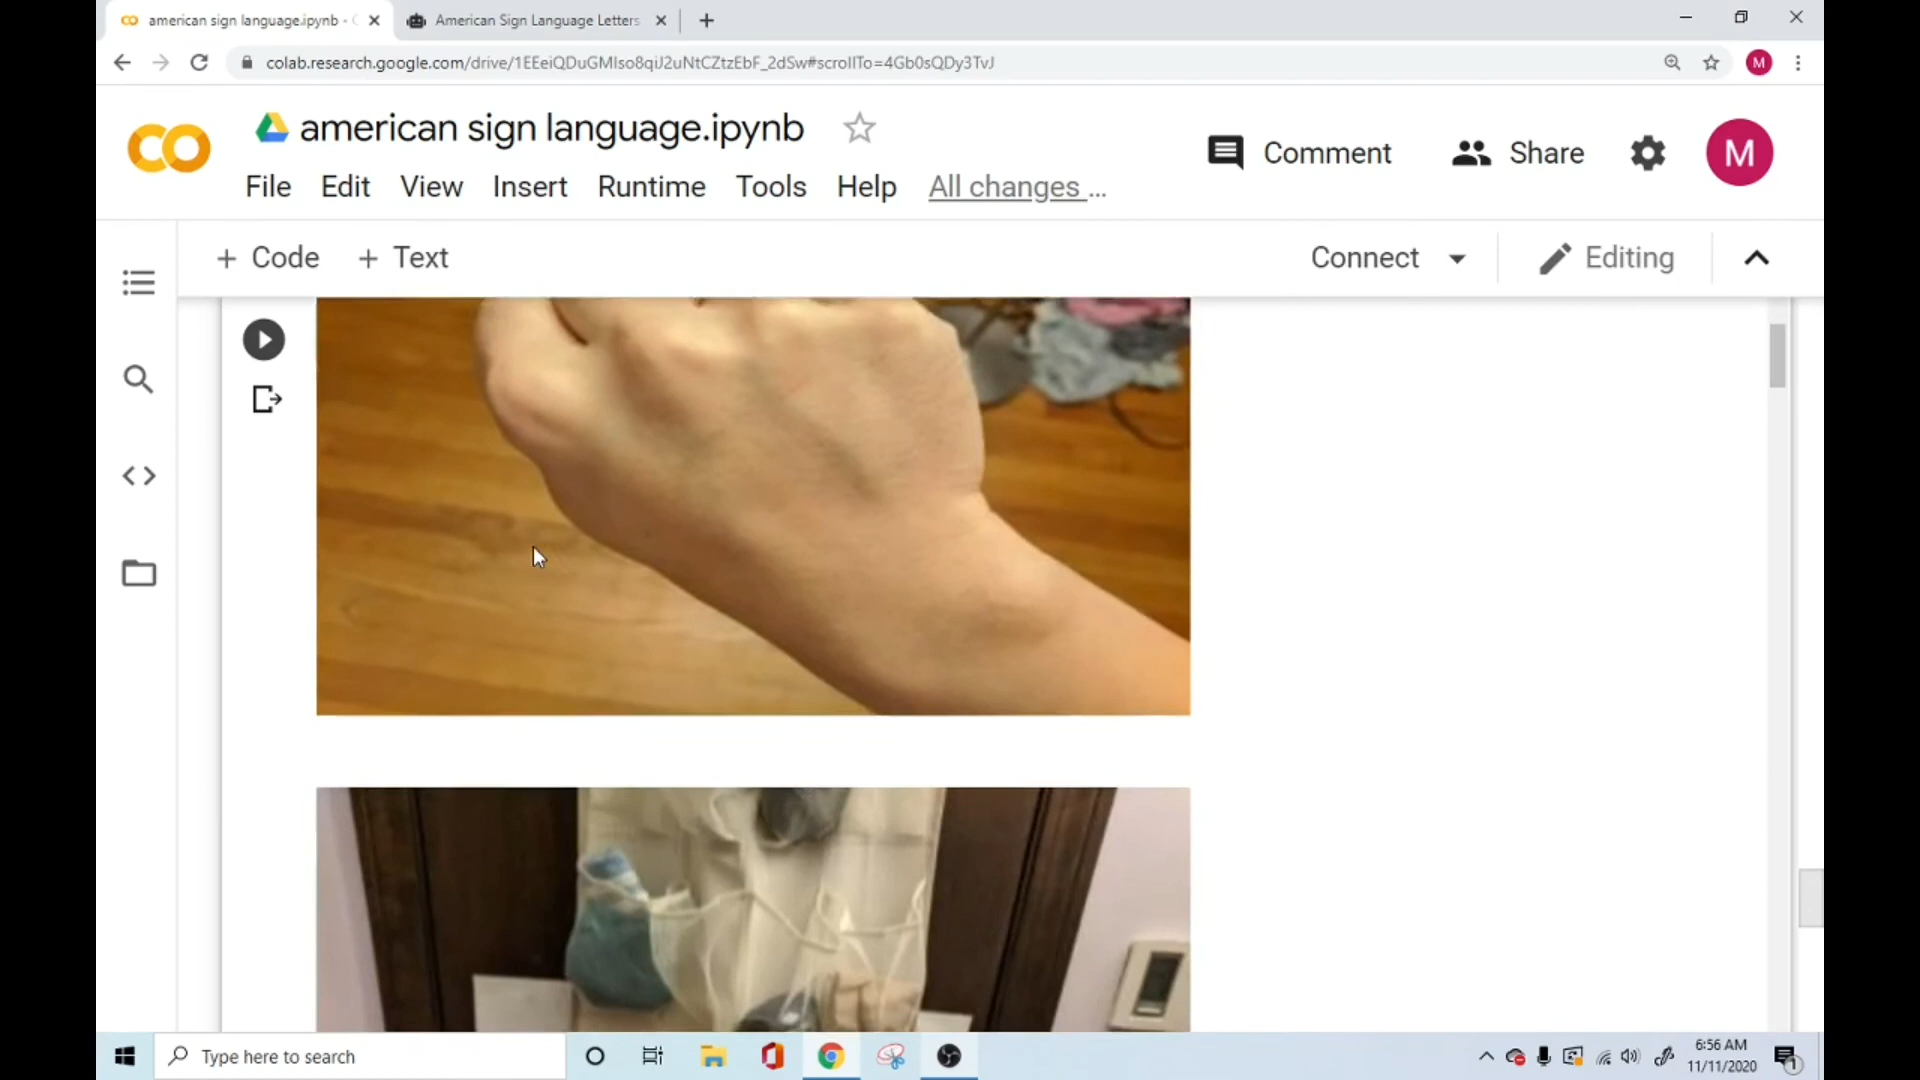 american sign language.ipynb - C
American Sign Language Letters
colab.research.google.com/drive/1EEeiQDuGMIso8qiJ2uNtCZtzEbF_2dSw#scrollTo=4Gb0sQDy3TvJ
M
american sign language.ipynb
Comment
Share
M
File Edit View Insert Runtime Tools Help All changes ...
+ Code + Text
Connect
Editing
Type here to search
6:56 AM
11/11/2020
1